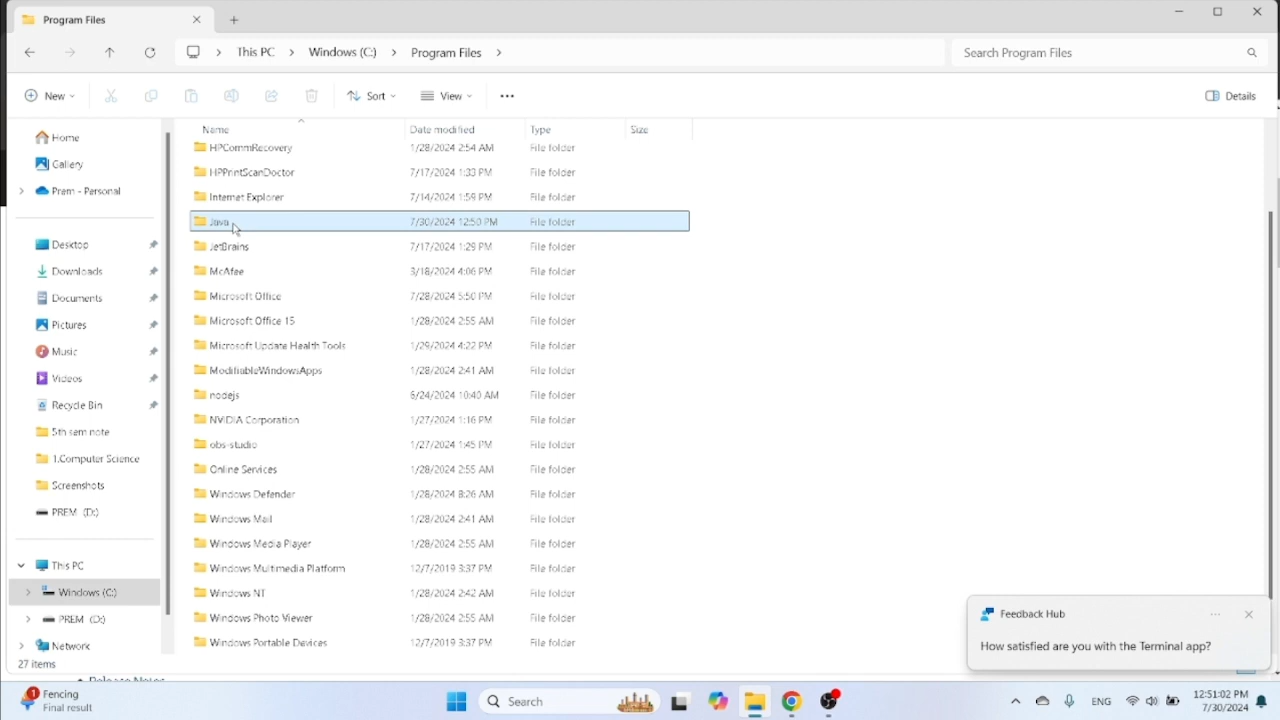 Program Files
This PC > Windows (C:) > Program Files >
Search Program Files
New
Sort
View
Details
Name Date modified Type Size
HPCommRecovery 1/28/2024 2:54 AM File folder
HPPrintScanDoctor 7/17/2024 1:33 PM File folder
Internet Explorer 7/14/2024 1:59 PM File folder
Java 7/30/2024 12:50 PM File folder
JetBrains 7/17/2024 1:29 PM File folder
McAfee 3/18/2024 4:06 PM File folder
Microsoft Office 7/28/2024 5:50 PM File folder
Microsoft Office 15 1/28/2024 2:55 AM File folder
Microsoft Update Health Tools 1/29/2024 4:22 PM File folder
ModifiableWindowsApps 1/28/2024 2:41 AM File folder
nodejs 6/24/2024 10:40 AM File folder
NVIDIA Corporation 1/27/2024 1:16 PM File folder
obs-studio 1/27/2024 1:45 PM File folder
Online Services 1/28/2024 2:55 AM File folder
Windows Defender 1/28/2024 8:26 AM File folder
Windows Mail 1/28/2024 2:41 AM File folder
Windows Media Player 1/28/2024 2:55 AM File folder
Windows Multimedia Platform 12/7/2019 3:37 PM File folder
Windows NT 1/28/2024 2:42 AM File folder
Windows Photo Viewer 1/28/2024 2:55 AM File folder
Windows Portable Devices 12/7/2019 3:37 PM File folder
Home
Gallery
Prem - Personal
Desktop
Downloads
Documents
Pictures
Music
Videos
Recycle Bin
5th sem note
1.Computer Science
Screenshots
PREM (D:)
This PC
Windows (C:)
PREM (D:)
Network
27 items
Feedback Hub
How satisfied are you with the Terminal app?
Release Notes
1
Fencing
Final result
Search
ENG
12:51:02 PM
7/30/2024